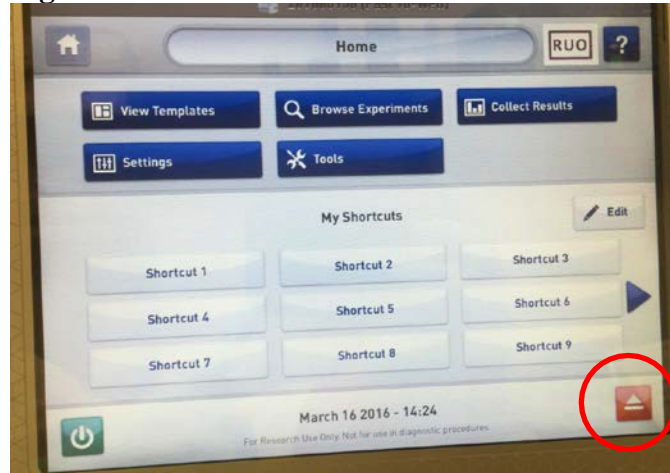 Home
RUO
?
View Templates
Browse Experiments
Collect Results
Settings
Tools
My Shortcuts
Edit
Shortcut 1
Shortcut 2
Shortcut 3
Shortcut 4
Shortcut 5
Shortcut 6
Shortcut 7
Shortcut 8
Shortcut 9
March 16 2016 - 14:24
For Research Use Only. Not for use in diagnostic procedures.